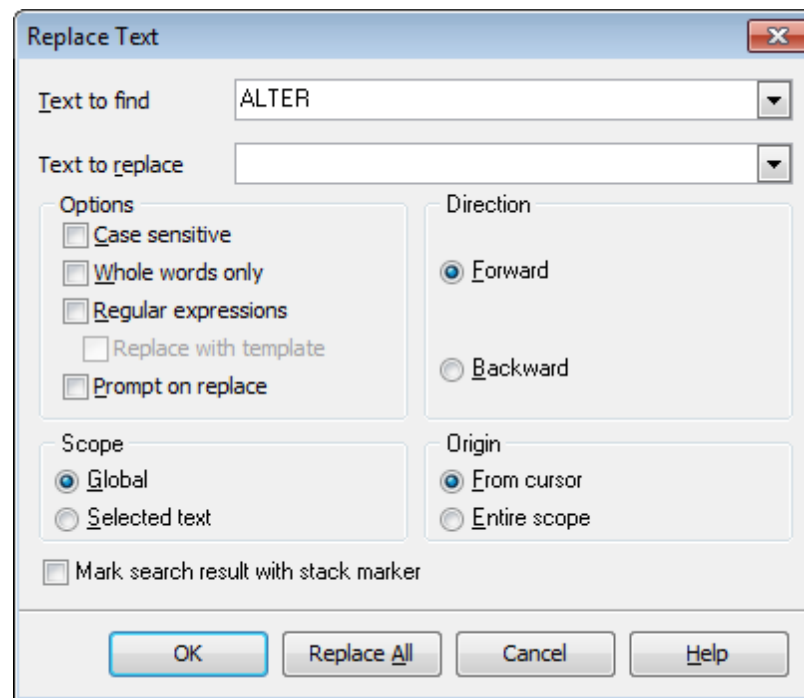 Replace Text
Text to find ALTER
Text to replace
Options
Case sensitive
Whole words only
Regular expressions
Replace with template
Prompt on replace
Direction
Forward
Backward
Scope
Global
Selected text
Origin
From cursor
Entire scope
Mark search result with stack marker
OK Replace All Cancel Help